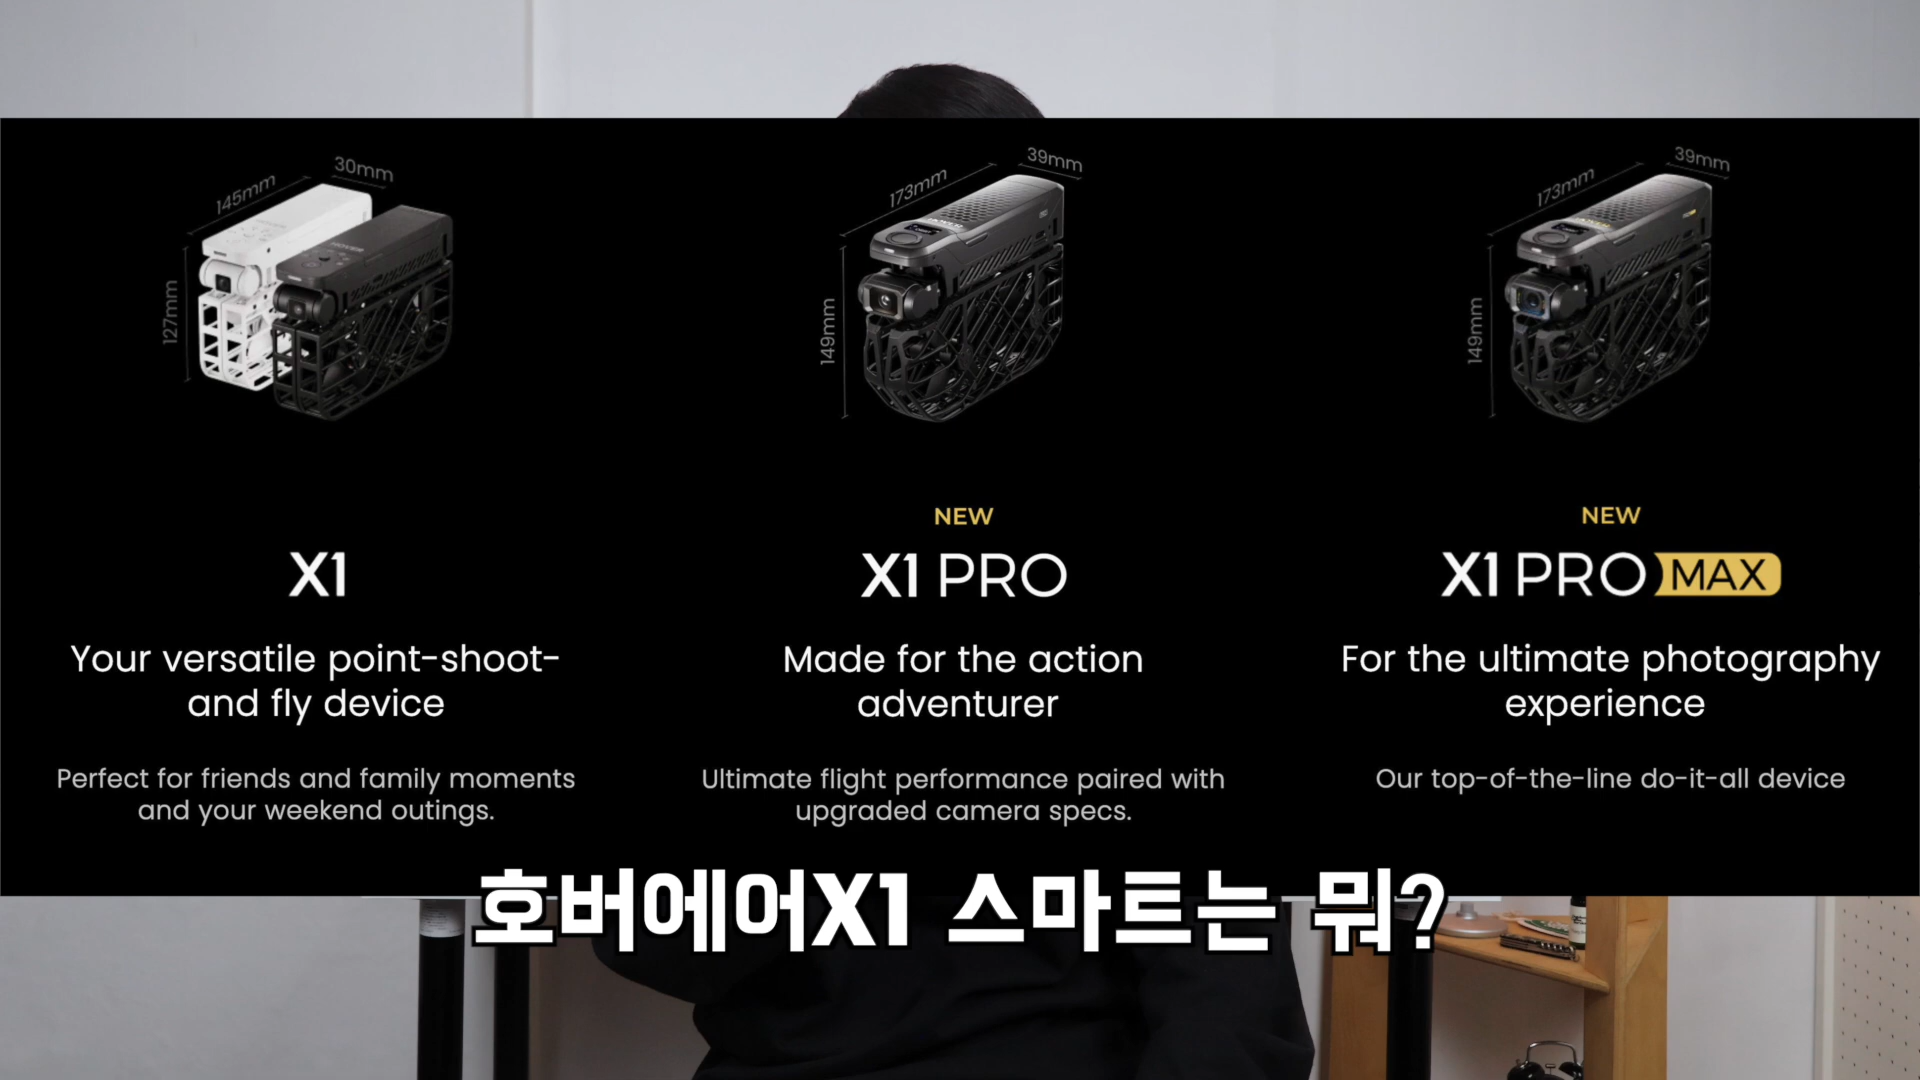 30mm
145mm
127mm
39mm
173mm
149mm
39mm
173mm
149mm
X1
Your versatile point-shoot-
and fly device
Perfect for friends and family moments
and your weekend outings.
NEW
X1 PRO
Made for the action
adventurer
Ultimate flight performance paired with
upgraded camera specs.
NEW
X1 PRO MAX
For the ultimate photography
experience
Our top-of-the-line do-it-all device
호버에어X1 스마트는 뭐?